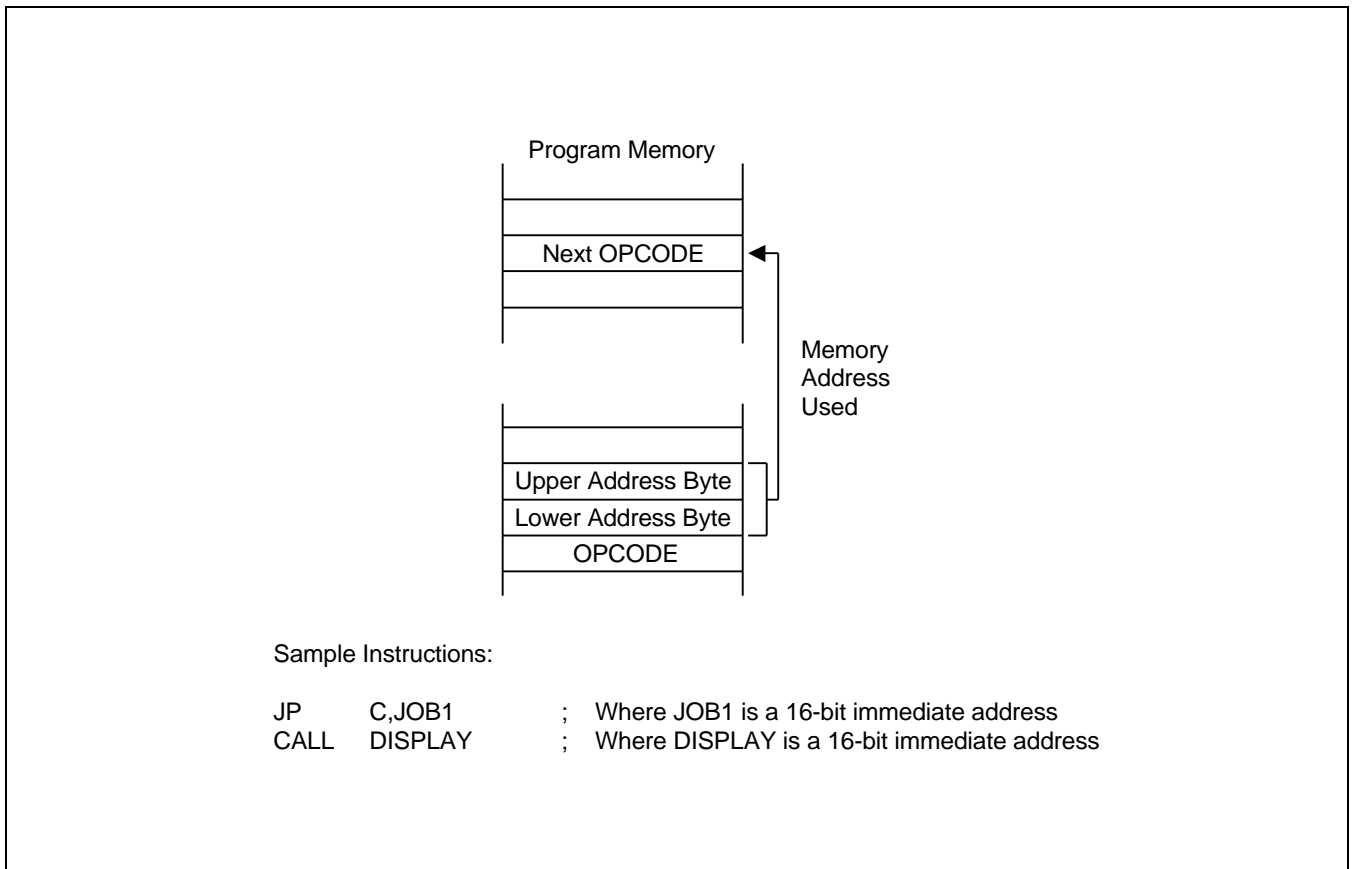 Program Memory
Next OPCODE
Memory
Address
Used
Upper Address Byte
Lower Address Byte
OPCODE
Sample Instructions:
JP C,JOB1 ; Where JOB1 is a 16-bit immediate address
CALL DISPLAY ; Where DISPLAY is a 16-bit immediate address